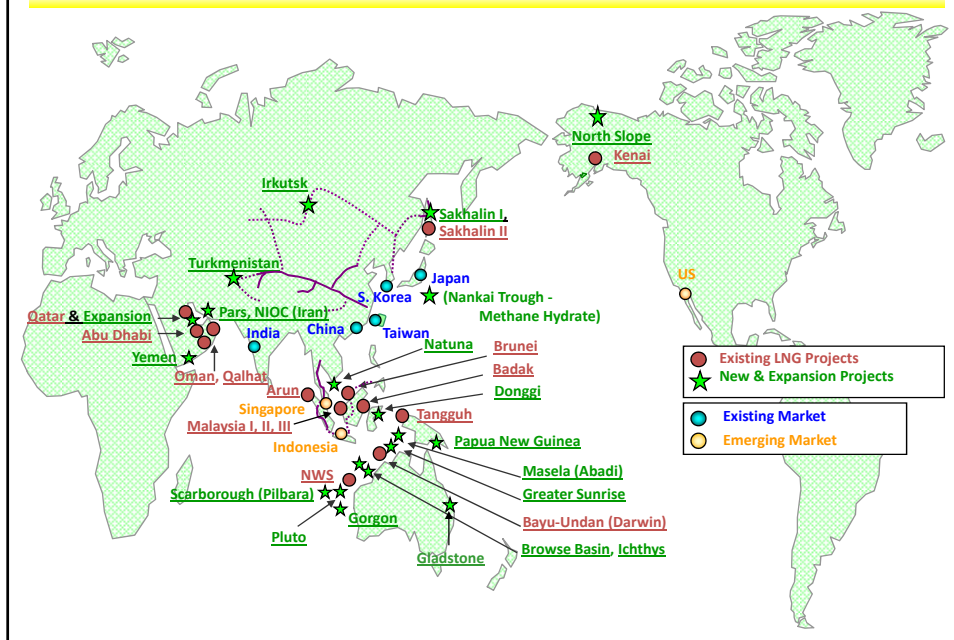 North Slope
Kenai
Irkutsk
Sakhalin I,
Sakhalin II
Turkmenistan
Japan
US
S. Korea
(Nankai Trough -
Methane Hydrate)
Qatar & Expansion
Pars, NIOC (Iran)
Abu Dhabi
India
China
Taiwan
Yemen
Natuna
Brunei
Oman, Qalhat
Badak
Existing LNG Projects
New & Expansion Projects
Arun
Donggi
Singapore
Malaysia I, II, III
Tangguh
Existing Market
Emerging Market
Indonesia
Papua New Guinea
NWS
Masela (Abadi)
Scarborough (Pilbara)
Greater Sunrise
Gorgon
Bayu-Undan (Darwin)
Pluto
Browse Basin, Ichthys
Gladstone